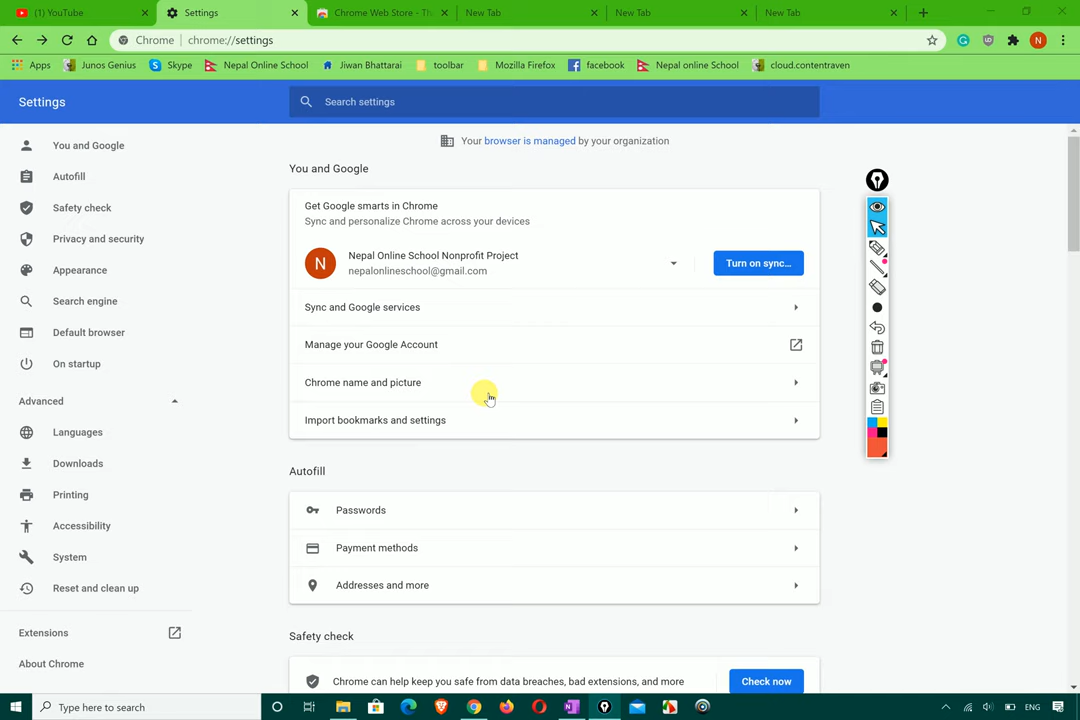 YouTube
Settings
Chrome Web Store - Th
New Tab
New Tab
New Tab
Chrome | chrome://settings
N
Apps
Junos Genius
Skype
Nepal Online School
Jiwan Bhattarai
toolbar
Mozilla Firefox
facebook
Nepal online School
cloud.contentraven
Settings
Search settings
Your browser is managed by your organization
You and Google
Autofill
Safety check
Privacy and security
Appearance
Search engine
Default browser
On startup
Advanced
Languages
Downloads
Printing
Accessibility
System
Reset and clean up
Extensions
About Chrome
You and Google
Get Google smarts in Chrome
Sync and personalize Chrome across your devices
N
Nepal Online School Nonprofit Project
nepalonlineschool@gmail.com
Turn on sync...
Sync and Google services
Manage your Google Account
Chrome name and picture
Import bookmarks and settings
Autofill
Passwords
Payment methods
Addresses and more
Safety check
Chrome can help keep you safe from data breaches, bad extensions, and more
Check now
Type here to search
ENG